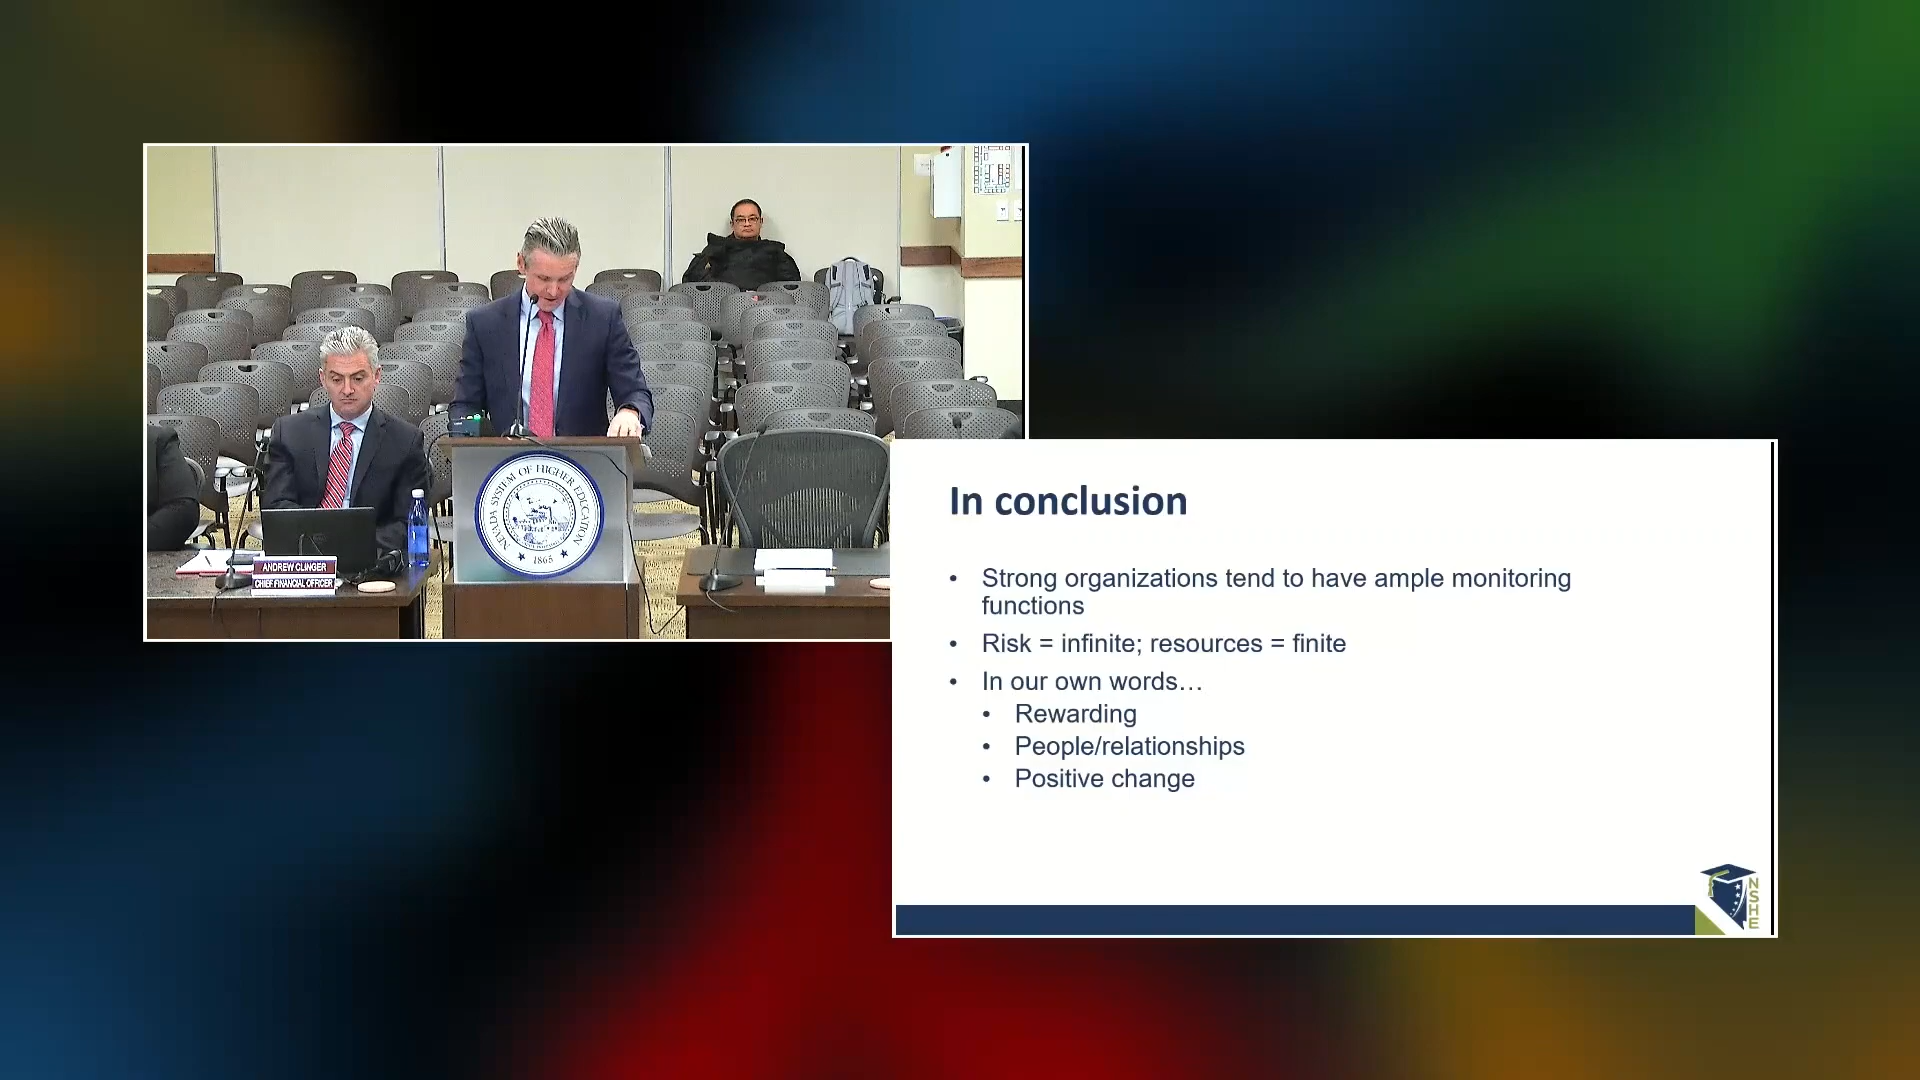 NEVADA SYSTEM OF HIGHER EDUCATION
1865
ANDREW CLINGER
CHIEF FINANCIAL OFFICER
In conclusion
• Strong organizations tend to have ample monitoring
functions
• Risk = infinite; resources = finite
• In our own words…
• Rewarding
• People/relationships
• Positive change
NSHE